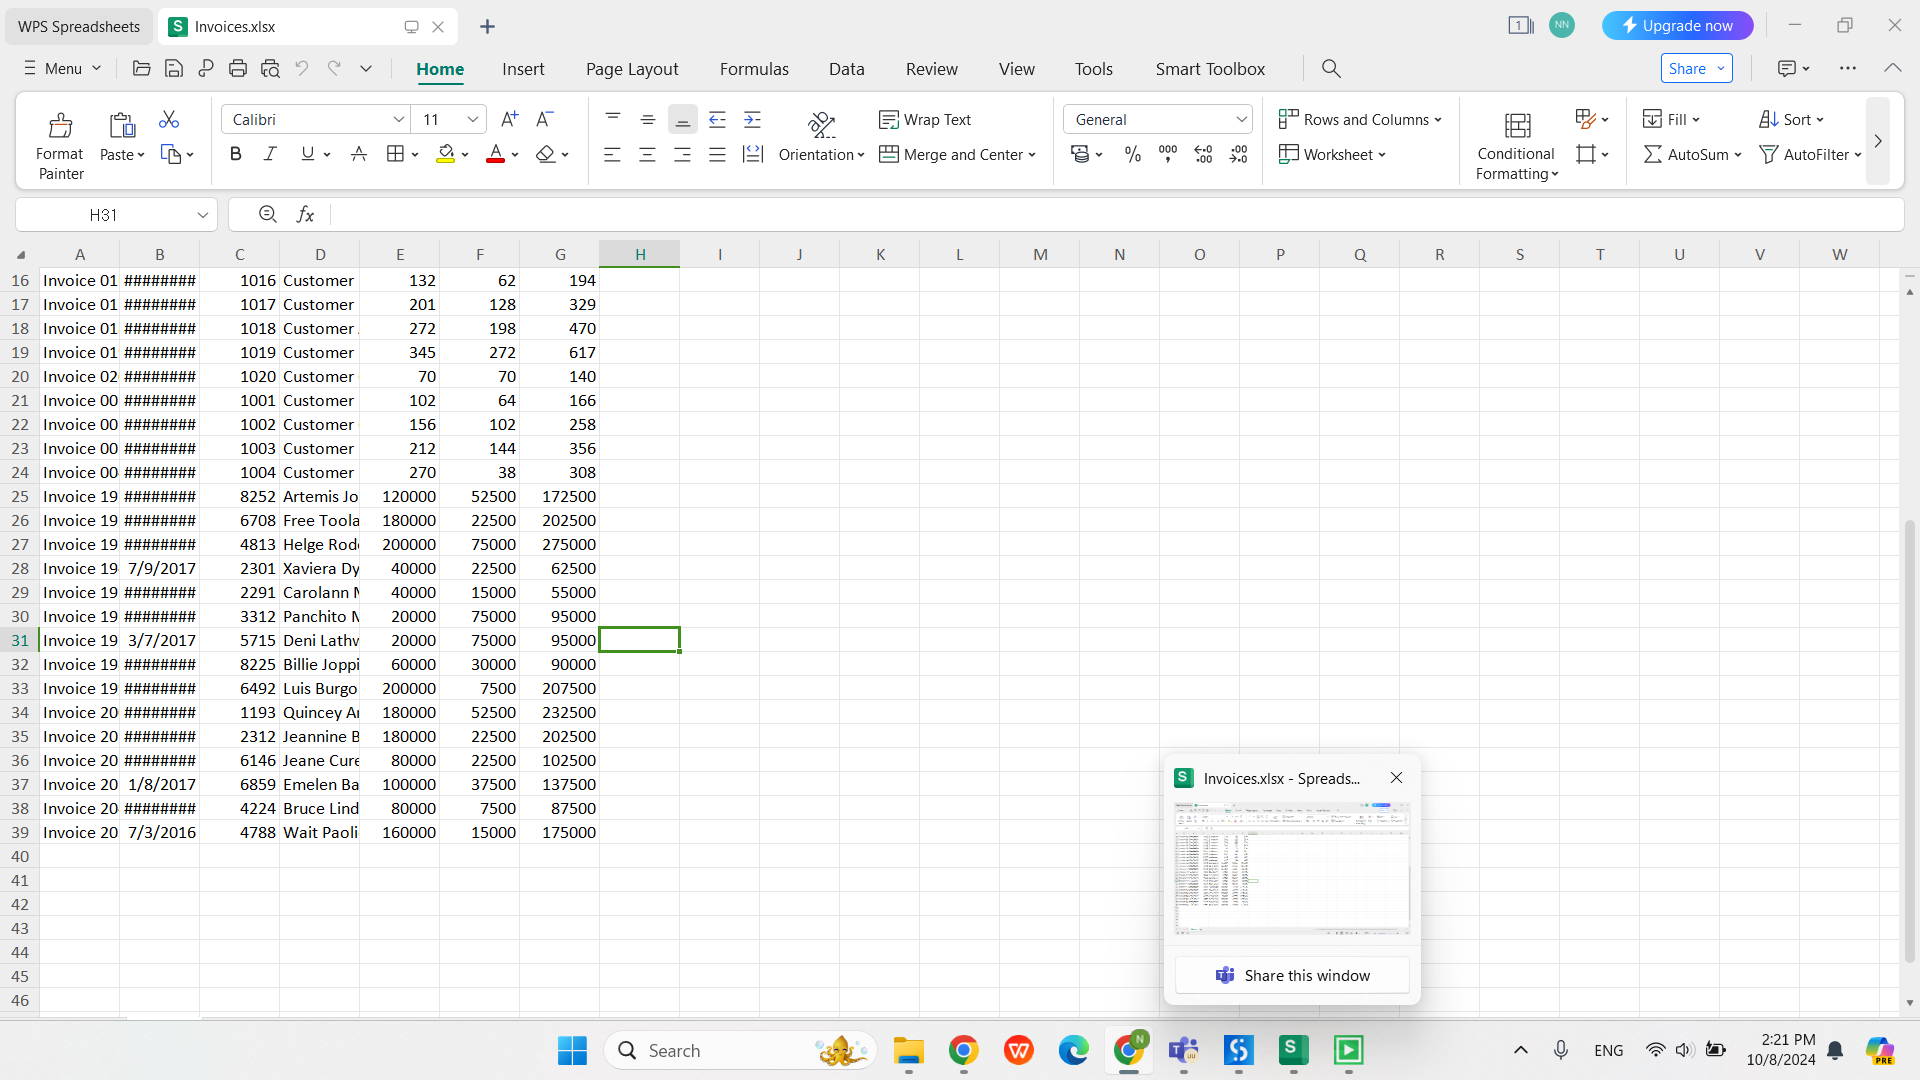 WPS Spreadsheets Invoices.xlsx 1 NN Upgrade now
Menu Home Insert Page Layout Formulas Data Review View Tools Smart Toolbox Share
Calibri 11 A+ A- Wrap Text General Rows and Columns Fill Sort
Format Painter Paste B I U A Orientation Merge and Center % 000 Worksheet Conditional Formatting AutoSum AutoFilter
H31 fx
A B C D E F G H I J K L M N O P Q R S T U V W
16 Invoice 01 ######## 1016 Customer 132 62 194
17 Invoice 01 ######## 1017 Customer 201 128 329
18 Invoice 01 ######## 1018 Customer 272 198 470
19 Invoice 01 ######## 1019 Customer 345 272 617
20 Invoice 02 ######## 1020 Customer 70 70 140
21 Invoice 00 ######## 1001 Customer 102 64 166
22 Invoice 00 ######## 1002 Customer 156 102 258
23 Invoice 00 ######## 1003 Customer 212 144 356
24 Invoice 00 ######## 1004 Customer 270 38 308
25 Invoice 19 ######## 8252 Artemis Jo 120000 52500 172500
26 Invoice 19 ######## 6708 Free Toola 180000 22500 202500
27 Invoice 19 ######## 4813 Helge Rod 200000 75000 275000
28 Invoice 19 7/9/2017 2301 Xaviera Dy 40000 22500 62500
29 Invoice 19 ######## 2291 Carolann M 40000 15000 55000
30 Invoice 19 ######## 3312 Panchito M 20000 75000 95000
31 Invoice 19 3/7/2017 5715 Deni Lathw 20000 75000 95000
32 Invoice 19 ######## 8225 Billie Joppi 60000 30000 90000
33 Invoice 19 ######## 6492 Luis Burgo 200000 7500 207500
34 Invoice 20 ######## 1193 Quincey Ar 180000 52500 232500
35 Invoice 20 ######## 2312 Jeannine B 180000 22500 202500
36 Invoice 20 ######## 6146 Jeane Cure 80000 22500 102500
37 Invoice 20 1/8/2017 6859 Emelen Ba 100000 37500 137500
38 Invoice 20 ######## 4224 Bruce Lind 80000 7500 87500
39 Invoice 20 7/3/2016 4788 Wait Paoli 160000 15000 175000
40
41
42
43
44
45
46
Invoices.xlsx - Spreads...
Share this window
Search ENG 2:21 PM
10/8/2024
PRE